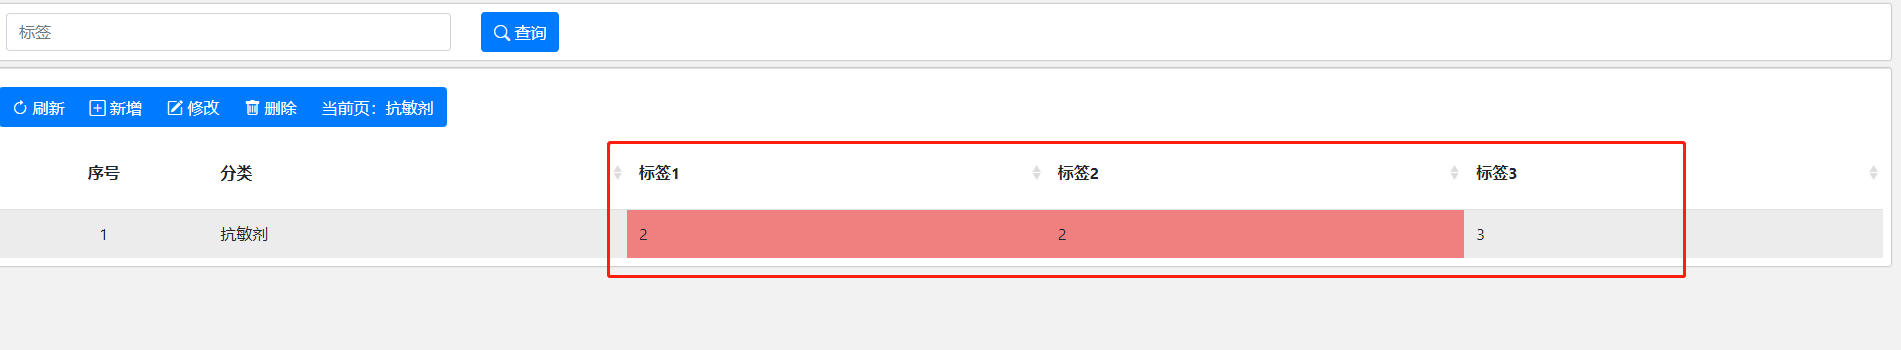 标签 查询
刷新 新增 修改 删除 当前页：抗敏剂
序号 分类 标签1 标签2 标签3
1 抗敏剂 2 2 3